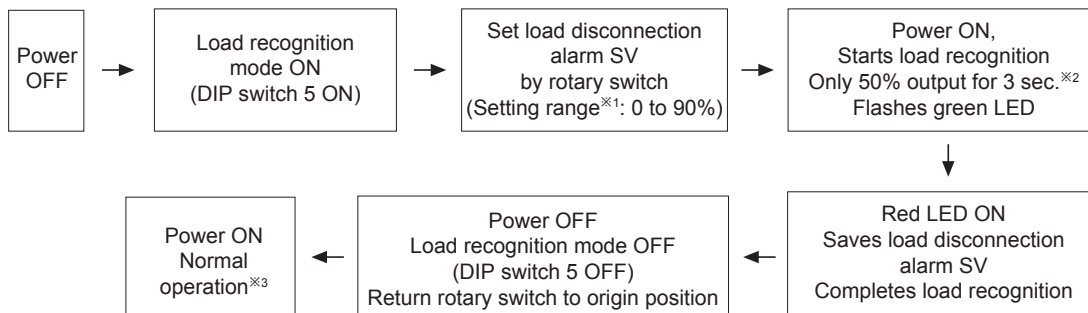 Power
OFF
Load recognition
mode ON
(DIP switch 5 ON)
Set load disconnection
alarm SV
by rotary switch
(Setting range※1: 0 to 90%)
Power ON,
Starts load recognition
Only 50% output for 3 sec.※2
Flashes green LED
Red LED ON
Saves load disconnection
alarm SV
Completes load recognition
Power OFF
Load recognition mode OFF
(DIP switch 5 OFF)
Return rotary switch to origin position
Power ON
Normal
operation※3